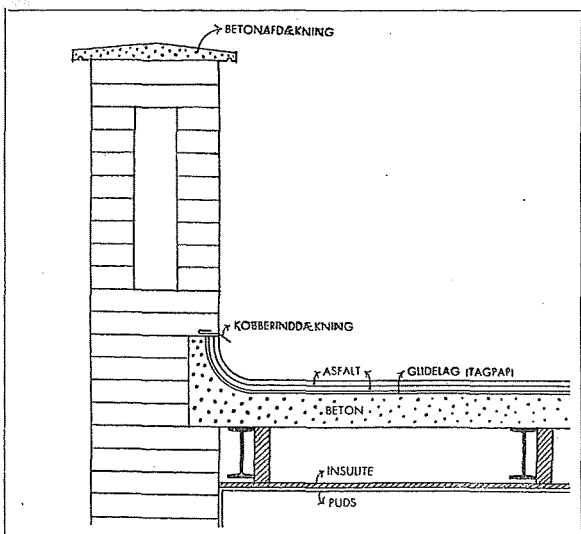 BETONAFDÆKNING
KOBBERINDDÆKNING
ASFALT
GLIDELAG (TAGPAP)
BETON
INSULITE
PUDS